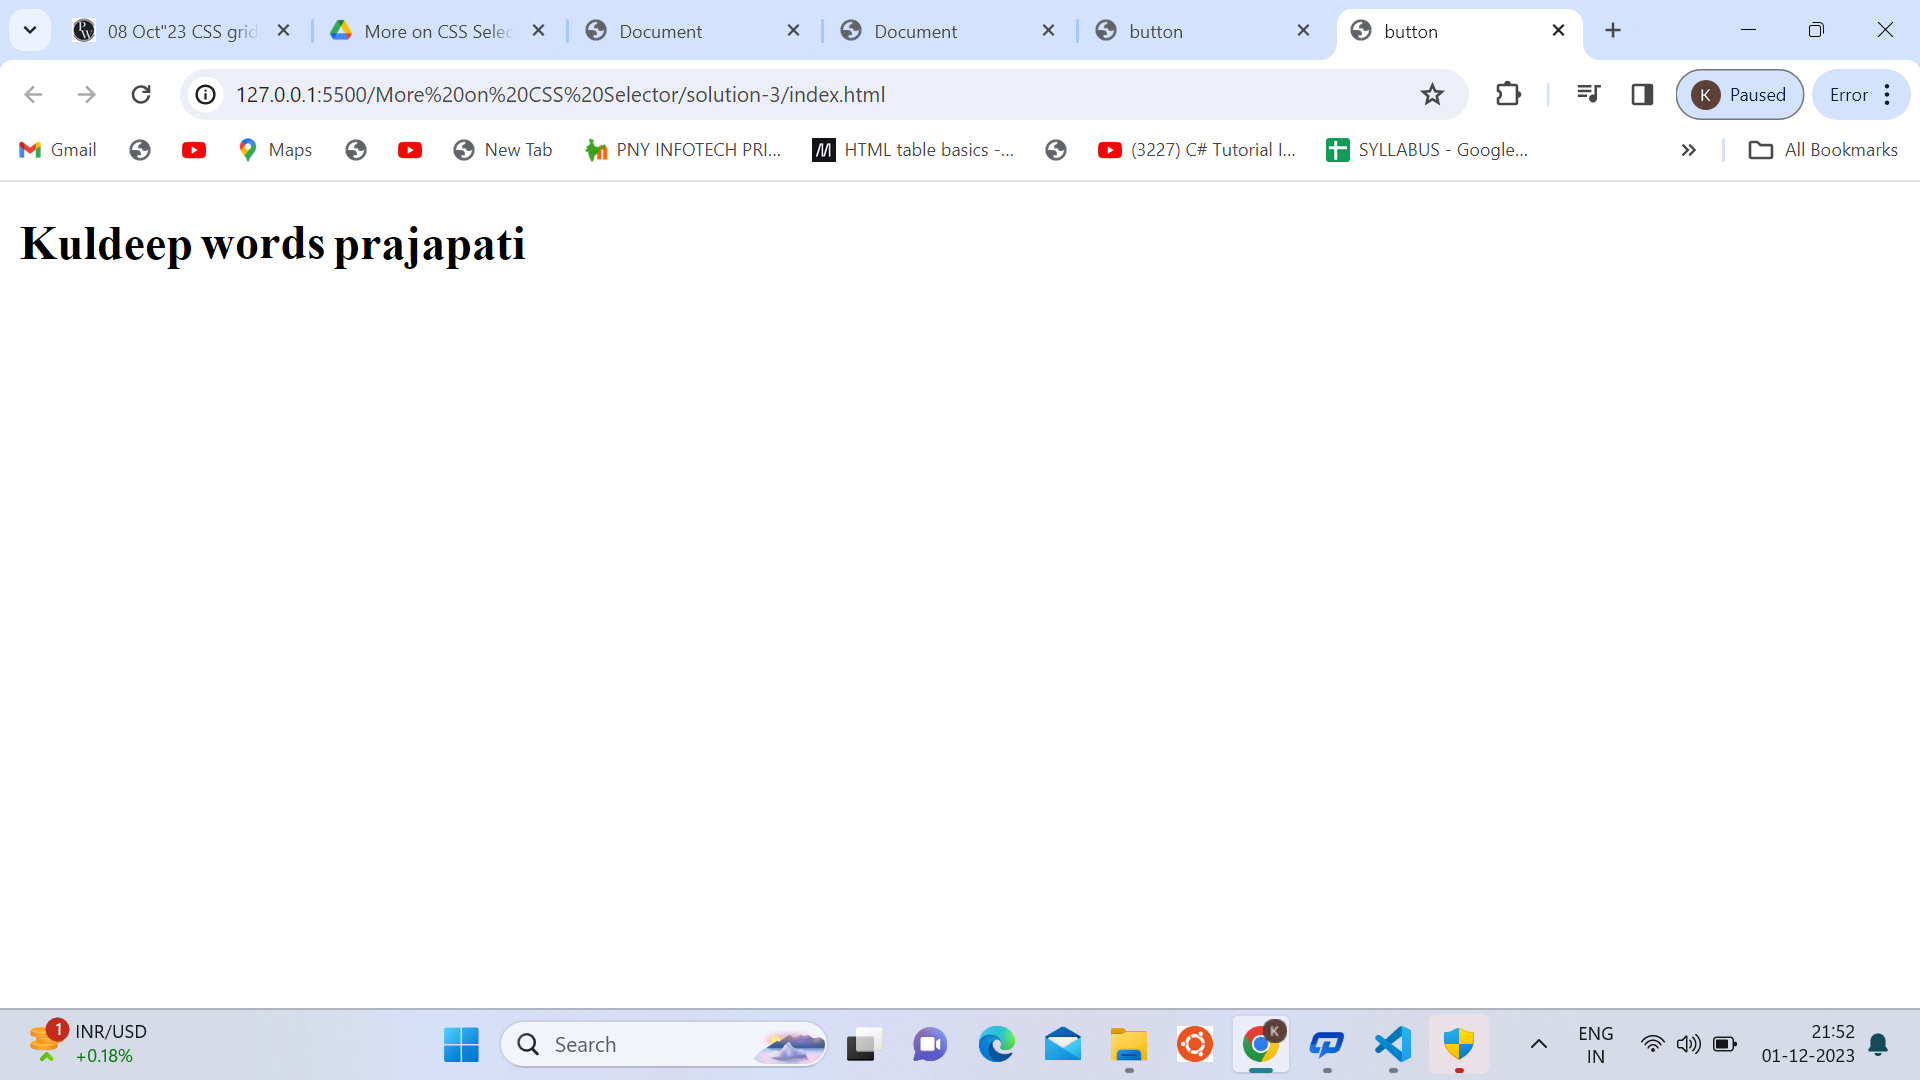 08 Oct"23 CSS grid
More on CSS Selec
Document
Document
button
button
127.0.0.1:5500/More%20on%20CSS%20Selector/solution-3/index.html
K Paused
Error
Gmail
Maps
New Tab
PNY INFOTECH PRI...
HTML table basics -...
(3227) C# Tutorial I...
SYLLABUS - Google...
All Bookmarks
Kuldeep words prajapati
1
INR/USD
+0.18%
Search
K
ENG
IN
21:52
01-12-2023